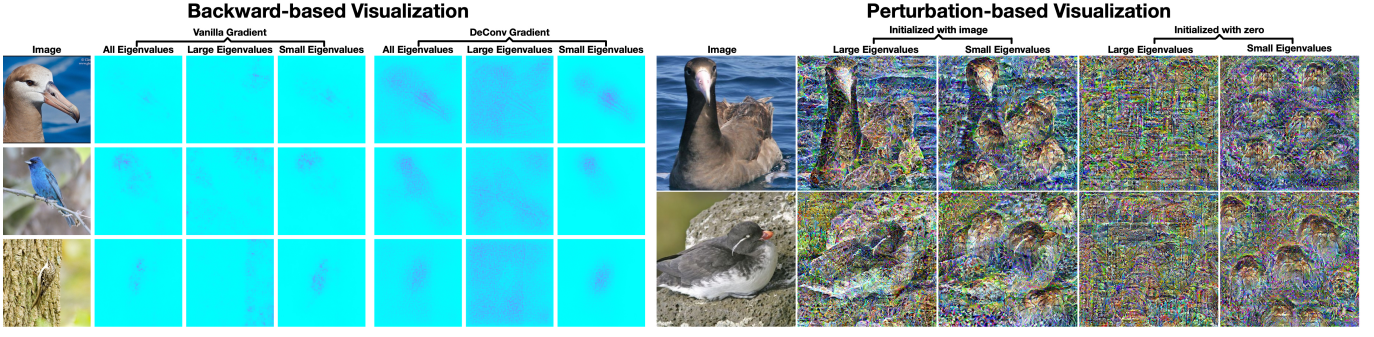 Backward-based Visualization
Perturbation-based Visualization
Vanilla Gradient
DeConv Gradient
Initialized with image
Initialized with zero
Image
All Eigenvalues
Large Eigenvalues
Small Eigenvalues
All Eigenvalues
Large Eigenvalues
Small Eigenvalues
Image
Large Eigenvalues
Small Eigenvalues
Large Eigenvalues
Small Eigenvalues